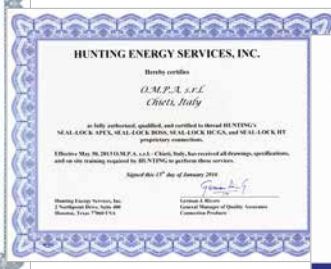 HUNTING ENERGY SERVICES, INC.
Hereby certifies
O.M.P.A. s.r.l.
Chieti, Italy
is fully authorized, qualified, and certified to thread HUNTING's
SEAL-LOCK APEX, SEAL-LOCK BOSS, SEAL-LOCK HC/GS, and SEAL-LOCK HT
proprietary connections.
Effective May 30, 2013 O.M.P.A. s.r.l. - Chieti, Italy, has received all drawings, specifications,
and on site training required by HUNTING to perform these services.
Signed this 15th day of January 2016
Hunting Energy Services, Inc.
2 Northpoint Drive, Suite 400
Houston, Texas 77060 USA
General Manager of Quality Assurance
Connection Products